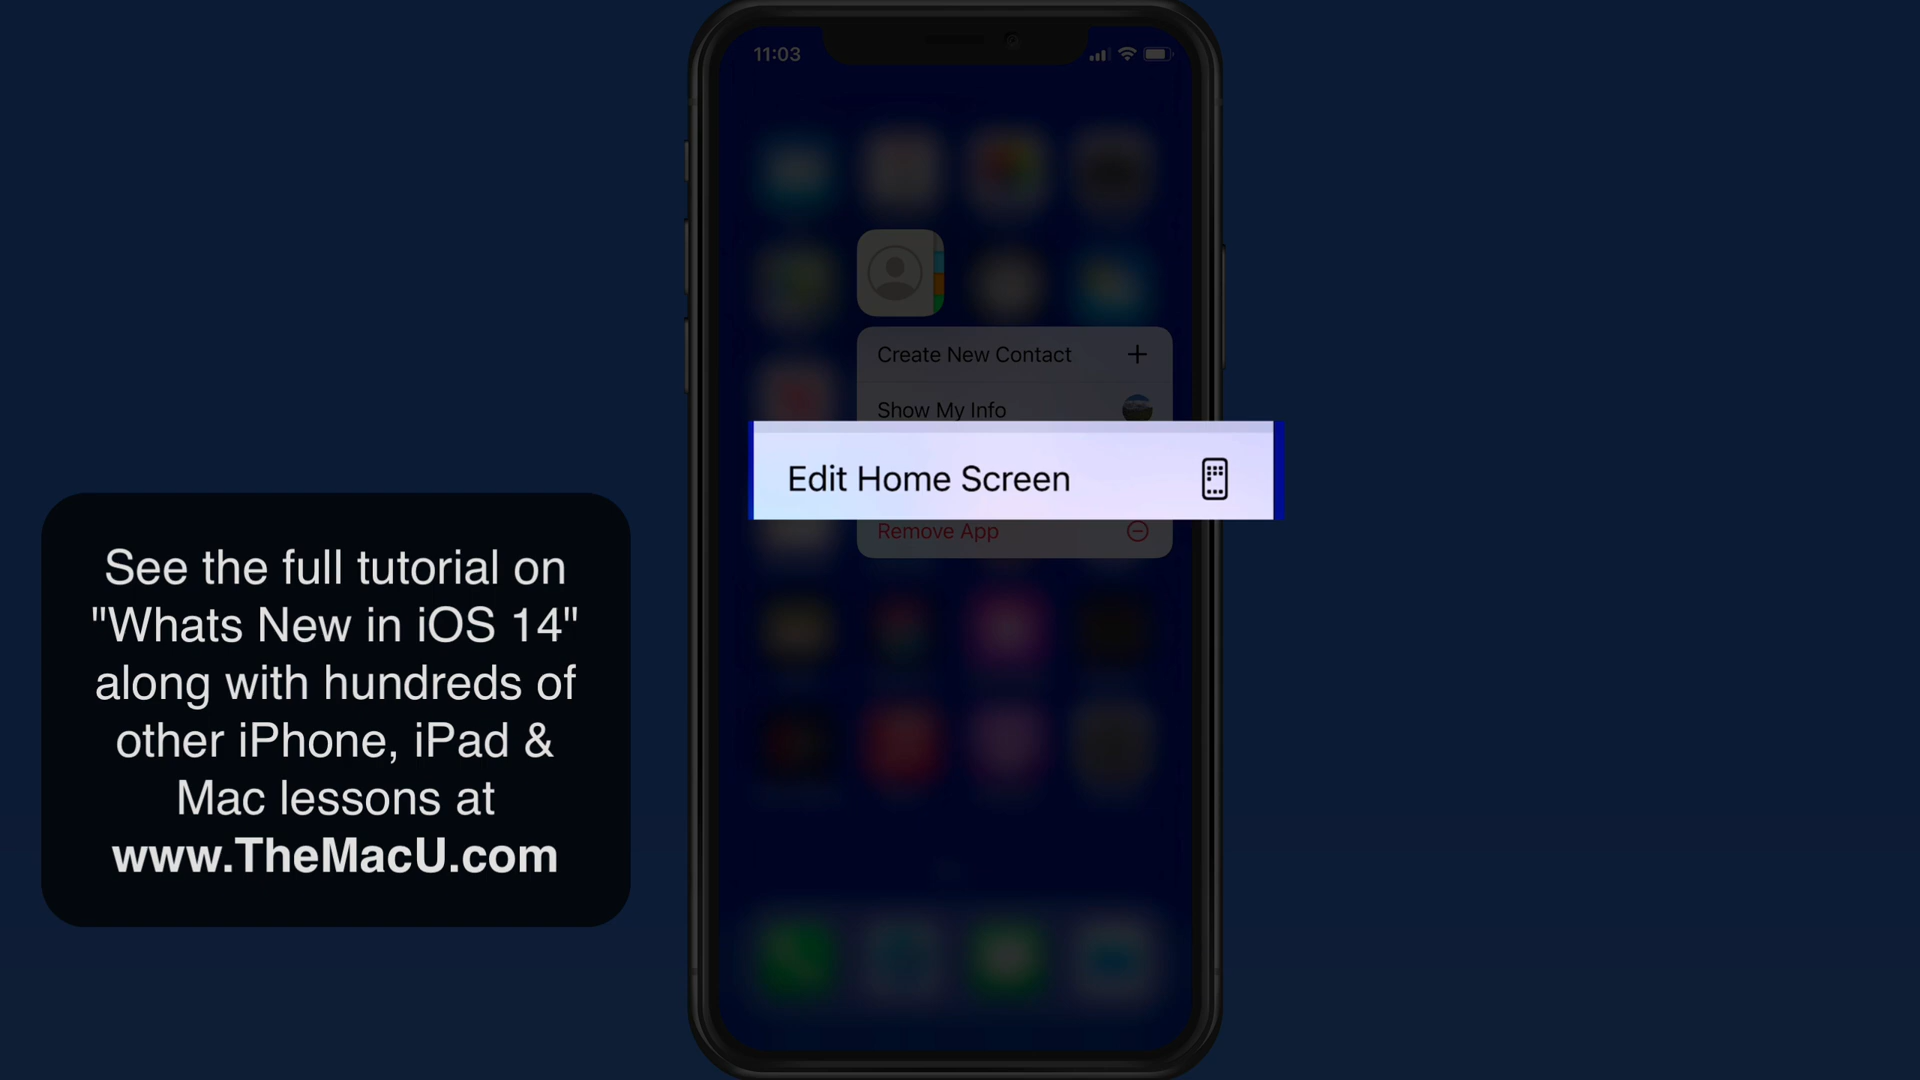 11:03
Create New Contact
Show My Info
Edit Home Screen
Remove App
See the full tutorial on
"Whats New in iOS 14"
along with hundreds of
other iPhone, iPad &
Mac lessons at
www.TheMacU.com